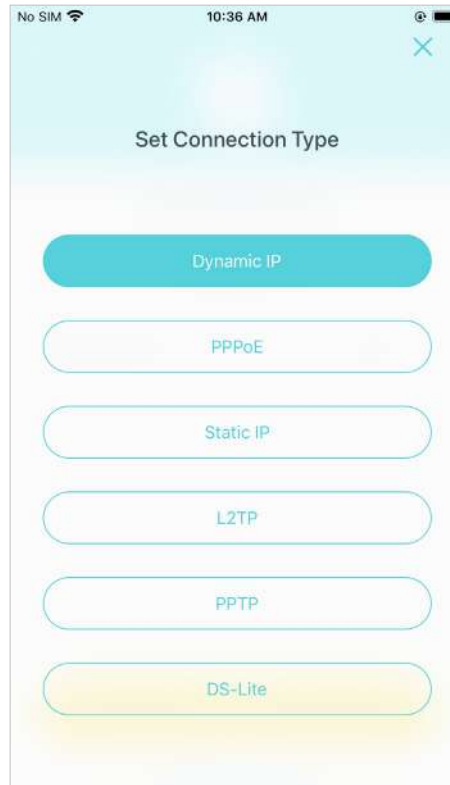 No SIM 10:36 AM
Set Connection Type
Dynamic IP
PPPoE
Static IP
L2TP
PPTP
DS-Lite